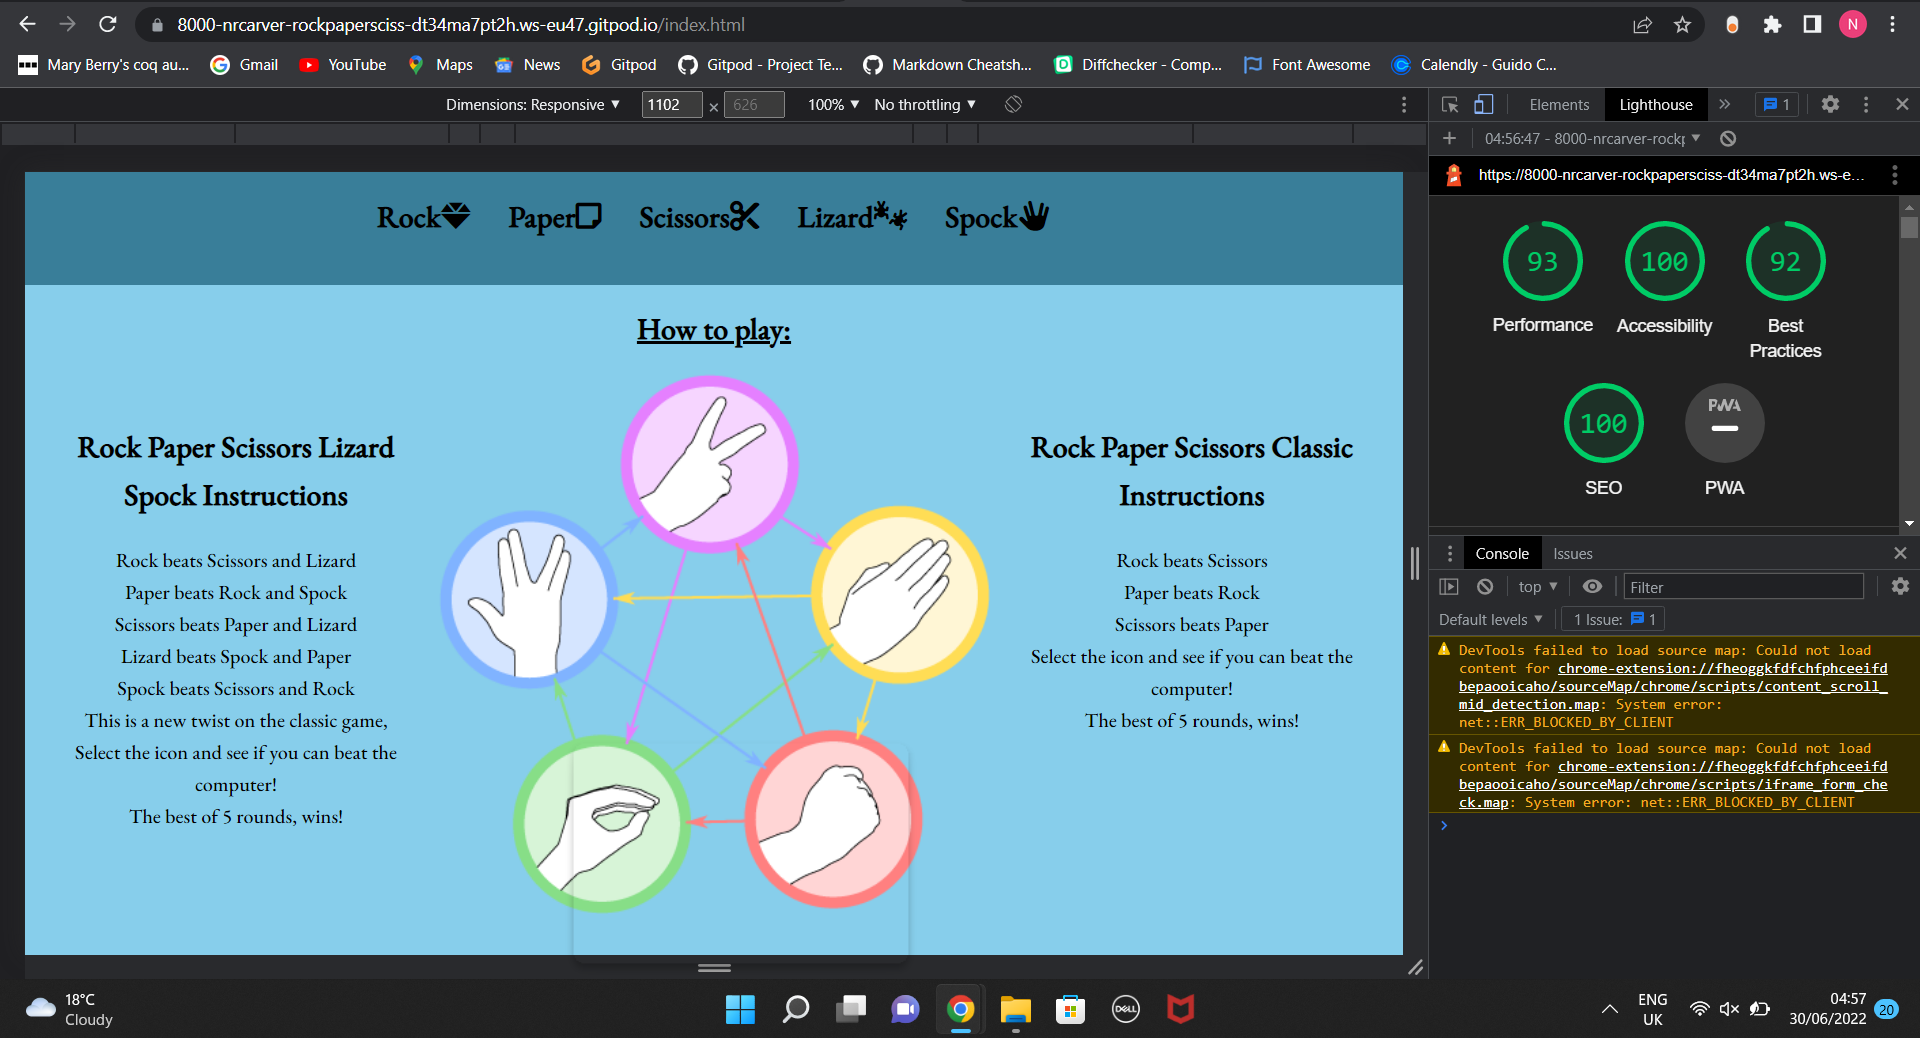 8000-nrcarver-rockpapersciss-dt34ma7pt2h.ws-eu47.gitpod.io/index.html
N
Mary Berry's coq au...
Gmail
YouTube
Maps
News
Gitpod
Gitpod - Project Te...
Markdown Cheatsh...
Diffchecker - Comp...
Font Awesome
Calendly - Guido C...
Dimensions: Responsive
1102
×
626
100%
No throttling
Elements
Lighthouse
1
04:56:47 - 8000-nrcarver-rockp
https://8000-nrcarver-rockpapersciss-dt34ma7pt2h.ws-e...
Rock
Paper
Scissors
Lizard
Spock
How to play:
Rock Paper Scissors Lizard
Spock Instructions
Rock beats Scissors and Lizard
Paper beats Rock and Spock
Scissors beats Paper and Lizard
Lizard beats Spock and Paper
Spock beats Scissors and Rock
This is a new twist on the classic game,
Select the icon and see if you can beat the
computer!
The best of 5 rounds, wins!
Rock Paper Scissors Classic
Instructions
Rock beats Scissors
Paper beats Rock
Scissors beats Paper
Select the icon and see if you can beat the
computer!
The best of 5 rounds, wins!
93
Performance
100
Accessibility
92
Best
Practices
100
SEO
PWA
PWA
Console
Issues
top
Filter
Default levels
1 Issue:
1
DevTools failed to load source map: Could not load
content for chrome-extension://fheoggkfdfchfphceeifd
bepaooicaho/sourceMap/chrome/scripts/content_scroll_
mid_detection.map: System error:
net::ERR_BLOCKED_BY_CLIENT
DevTools failed to load source map: Could not load
content for chrome-extension://fheoggkfdfchfphceeifd
bepaooicaho/sourceMap/chrome/scripts/iframe_form_che
ck.map: System error: net::ERR_BLOCKED_BY_CLIENT
18°C
Cloudy
DELL
ENG
UK
04:57
30/06/2022
20